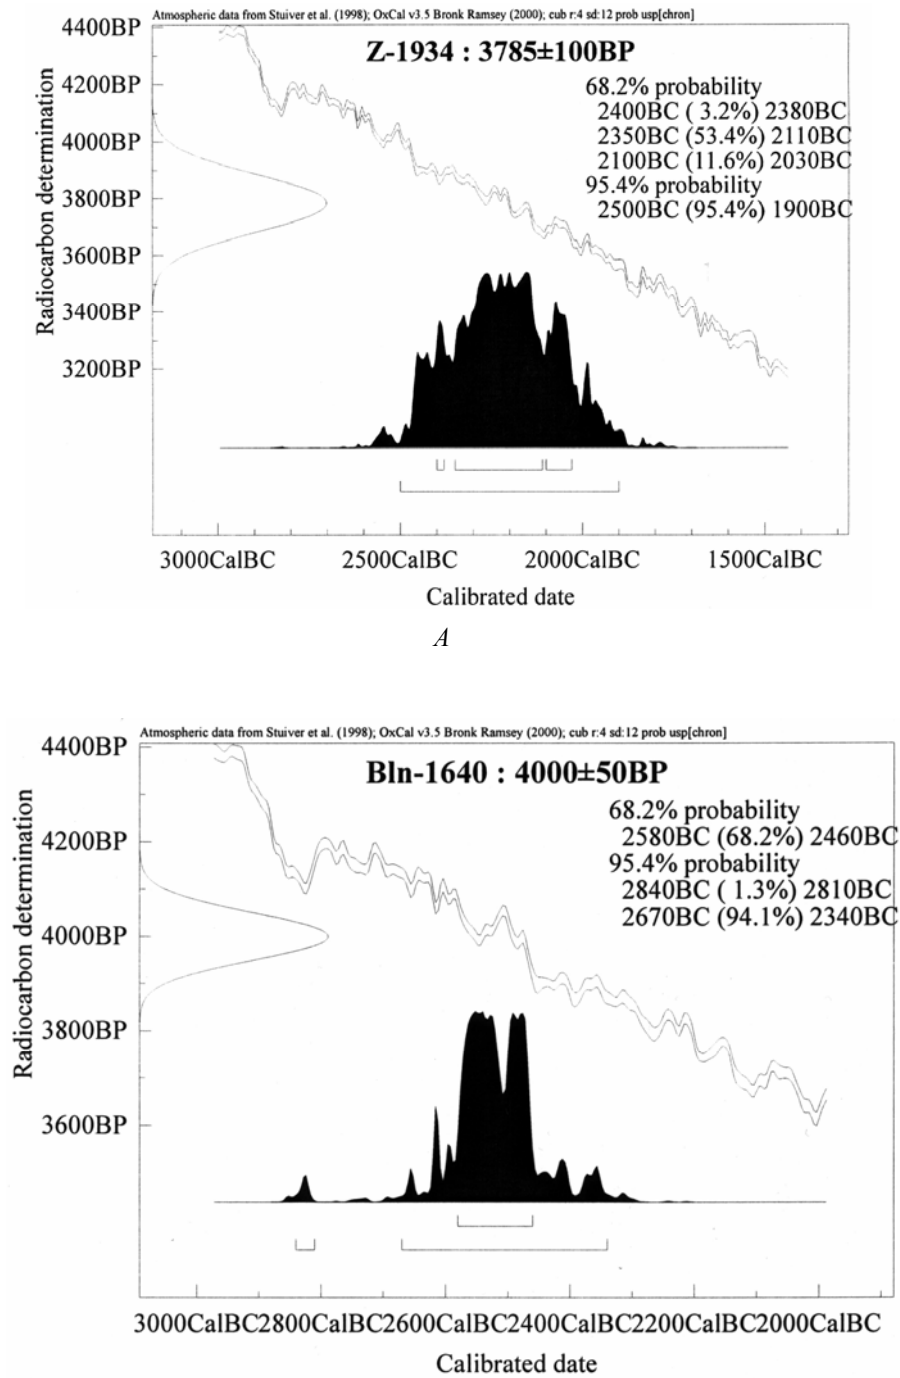 Atmospheric data from Stuiver et al. (1998); OxCal v3.5 Bronk Ramsey (2000); cub r:4 sd:12 prob usp[chron]
Z-1934 : 3785±100BP
68.2% probability
2400BC ( 3.2%) 2380BC
2350BC (53.4%) 2110BC
2100BC (11.6%) 2030BC
95.4% probability
2500BC (95.4%) 1900BC
Radiocarbon determination
4400BP
4200BP
4000BP
3800BP
3600BP
3400BP
3200BP
3000CalBC 2500CalBC 2000CalBC 1500CalBC
Calibrated date
A
Atmospheric data from Stuiver et al. (1998); OxCal v3.5 Bronk Ramsey (2000); cub r:4 sd:12 prob usp[chron]
Bln-1640 : 4000±50BP
68.2% probability
2580BC (68.2%) 2460BC
95.4% probability
2840BC ( 1.3%) 2810BC
2670BC (94.1%) 2340BC
Radiocarbon determination
4400BP
4200BP
4000BP
3800BP
3600BP
3000CalBC2800CalBC2600CalBC2400CalBC2200CalBC2000CalBC
Calibrated date